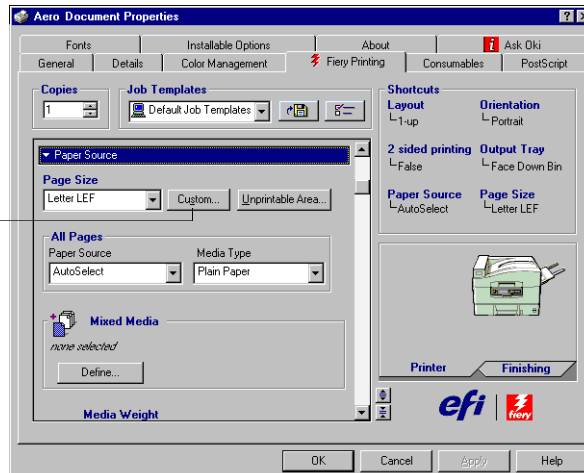 Aero Document Properties
Fonts Installable Options About Ask Oki
General Details Color Management Fiery Printing Consumables PostScript
Copies
1
Job Templates
Default Job Templates
Paper Source
Page Size
Letter LEF
Custom...
Unprintable Area...
All Pages
Paper Source
AutoSelect
Media Type
Plain Paper
Mixed Media
none selected
Define...
Media Weight
Shortcuts
Layout
1-up
Orientation
Portrait
2 sided printing
False
Output Tray
Face Down Bin
Paper Source
AutoSelect
Page Size
Letter LEF
Printer
Finishing
efi
fiery
OK
Cancel
Apply
Help